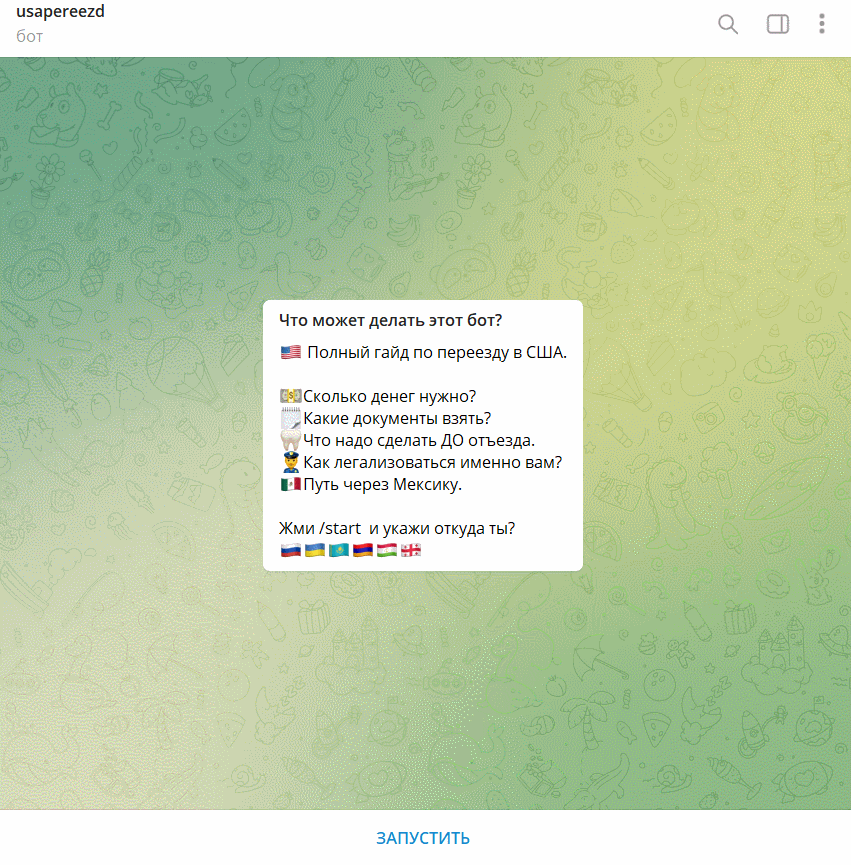 usapereezd
бот
Что может делать этот бот?
🇺🇸 Полный гайд по переезду в США.
💵Сколько денег нужно?
🗒Какие документы взять?
🦷Что надо сделать ДО отъезда.
👮Как легализоваться именно вам?
🇲🇽Путь через Мексику.
Жми /start  и укажи откуда ты?
🇷🇺🇺🇦🇰🇿🇦🇲🇹🇯🇬🇪
ЗАПУСТИТЬ